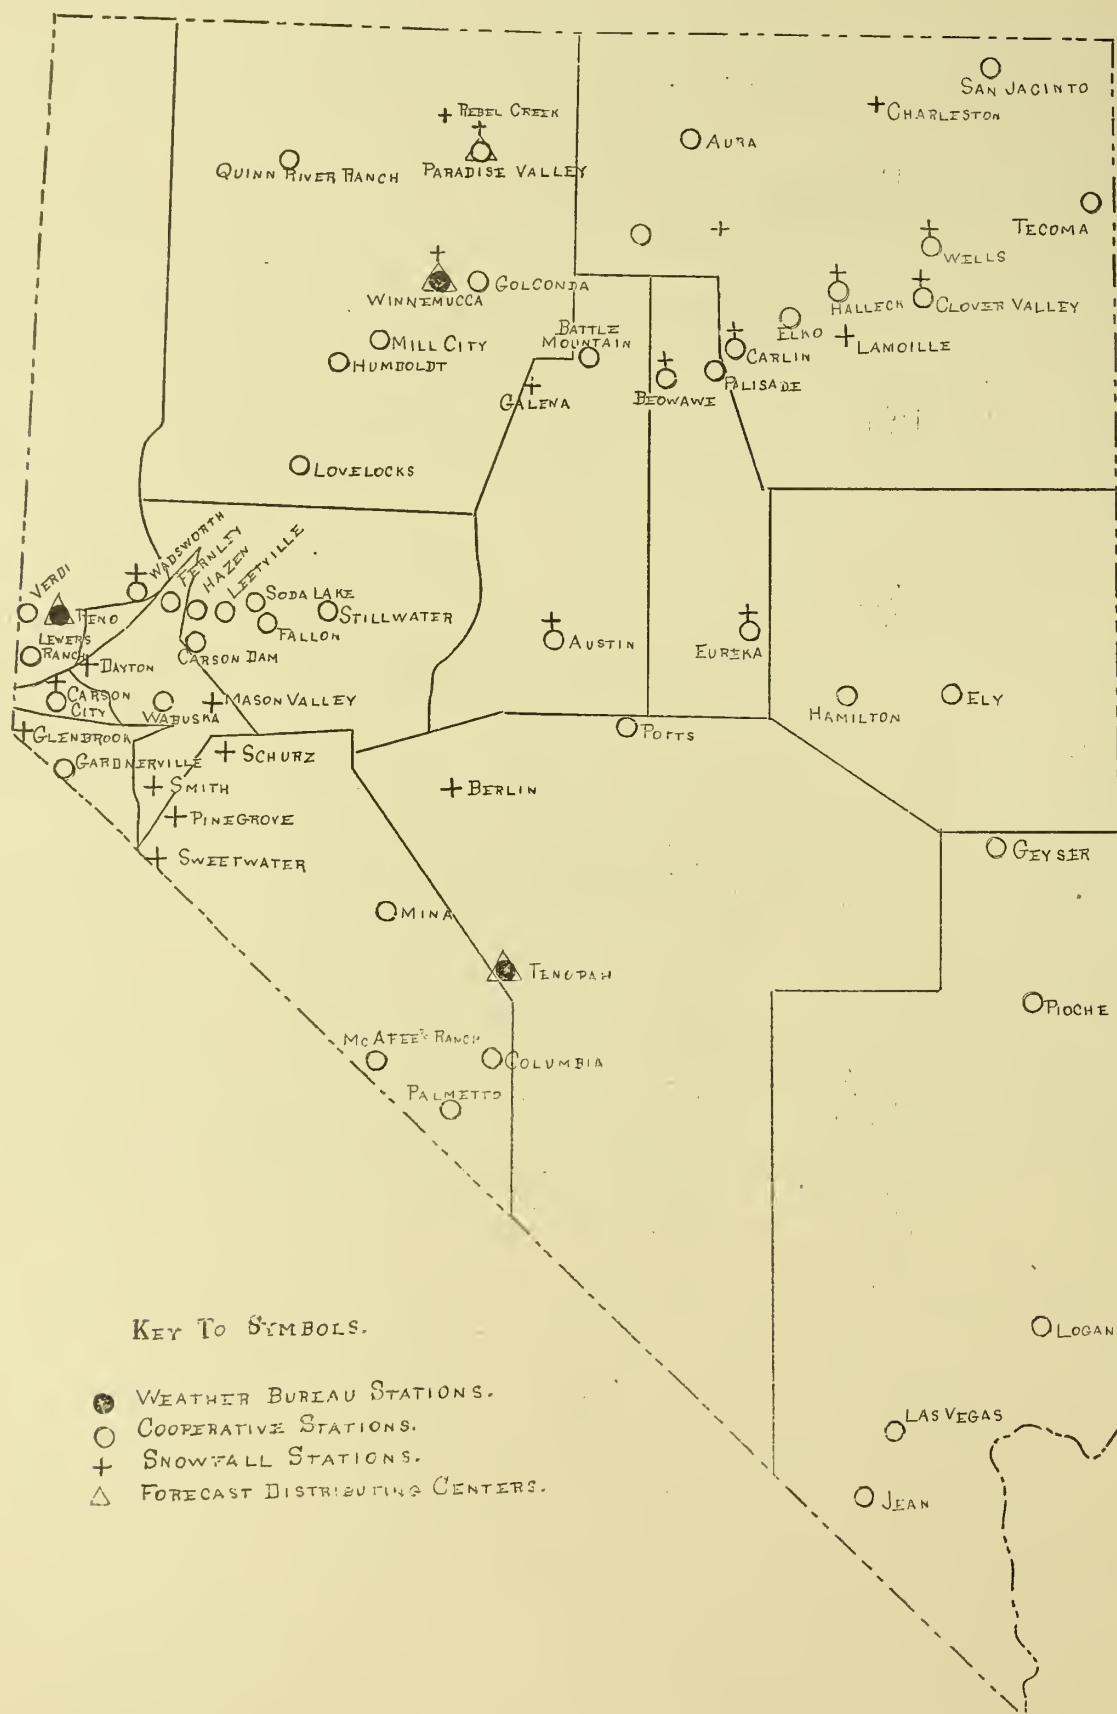 SAN JACINTO
CHARLESTON
REBEL CREEK
AURA
QUINN RIVER RANCH
PARADISE VALLEY
TECOMA
WELLS
WINNEMUCCA
GOLCONDA
HALLECK
CLOVER VALLEY
ELKO
BATTLE
MOUNTAIN
MILL CITY
HUMBOLDT
CARLIN
LAMOILLE
PALISADE
GALENA
BEOWAWE
LOVELOCKS
WADSWORTH
FERNLEY
HAZEN
LEETVILLE
VERDI
RENO
SODA LAKE
STILLWATER
FALLON
LEWERS
RANCH
DAYTON
CARSON DAM
AUSTIN
EUREKA
CARSON
CITY
WABUSKA
MASON VALLEY
HAMILTON
ELY
GLENBROOK
POTTS
GARDNERVILLE
SCHURZ
SMITH
BERLIN
PINEGROVE
SWEETWATER
GEYSER
MINA
TENOPAH
PIOCHE
MCAFEE'S RANCH
COLUMBIA
PALMETTO
KEY TO SYMBOLS.
LOGAN
WEATHER BUREAU STATIONS.
COOPERATIVE STATIONS.
SNOWFALL STATIONS.
FORECAST DISTRIBUTING CENTERS.
LAS VEGAS
JEAN